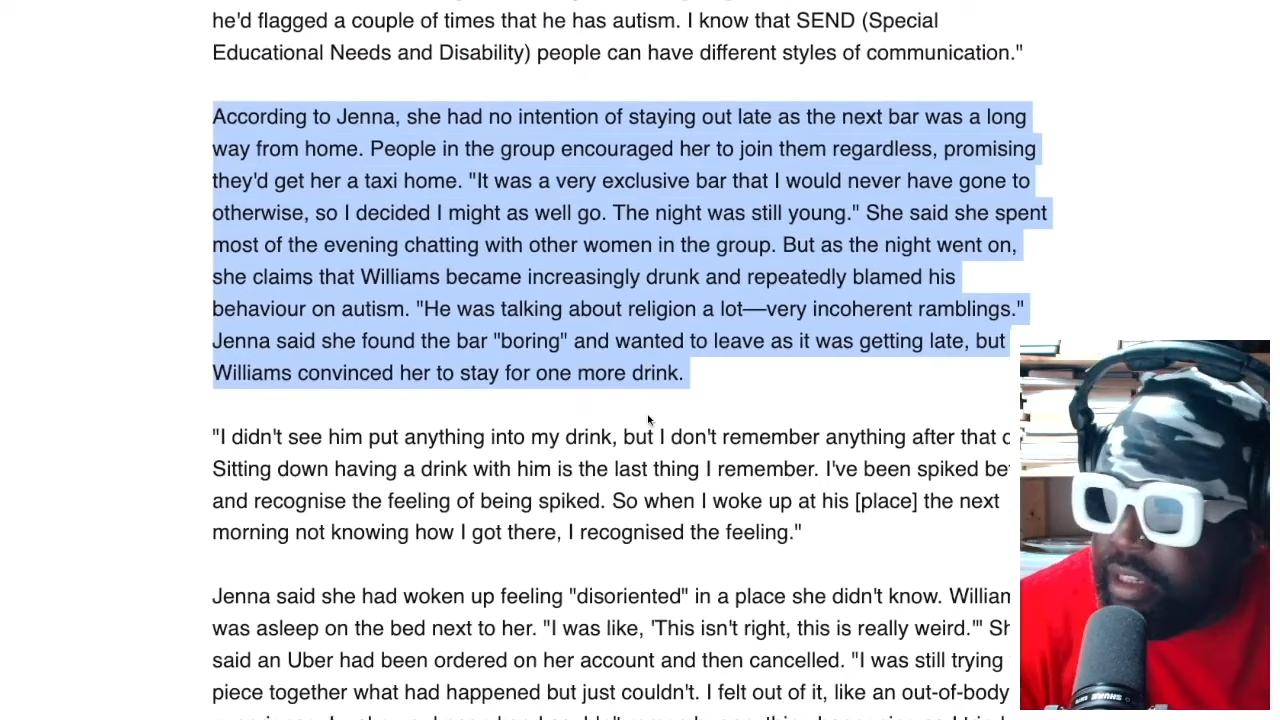 he'd flagged a couple of times that he has autism. I know that SEND (Special
Educational Needs and Disability) people can have different styles of communication."
According to Jenna, she had no intention of staying out late as the next bar was a long
way from home. People in the group encouraged her to join them regardless, promising
they'd get her a taxi home. "It was a very exclusive bar that I would never have gone to
otherwise, so I decided I might as well go. The night was still young." She said she spent
most of the evening chatting with other women in the group. But as the night went on,
she claims that Williams became increasingly drunk and repeatedly blamed his
behaviour on autism. "He was talking about religion a lot—very incoherent ramblings."
Jenna said she found the bar "boring" and wanted to leave as it was getting late, but
Williams convinced her to stay for one more drink.
"I didn't see him put anything into my drink, but I don't remember anything after that
Sitting down having a drink with him is the last thing I remember. I've been spiked
and recognise the feeling of being spiked. So when I woke up at his [place] the next
morning not knowing how I got there, I recognised the feeling."
Jenna said she had woken up feeling "disoriented" in a place she didn't know.
was asleep on the bed next to her. "I was like, 'This isn't right, this is really weird.'"
said an Uber had been ordered on her account and then cancelled. "I was still trying
piece together what had happened but just couldn't. I felt out of it, like an out-of-body
SHURE